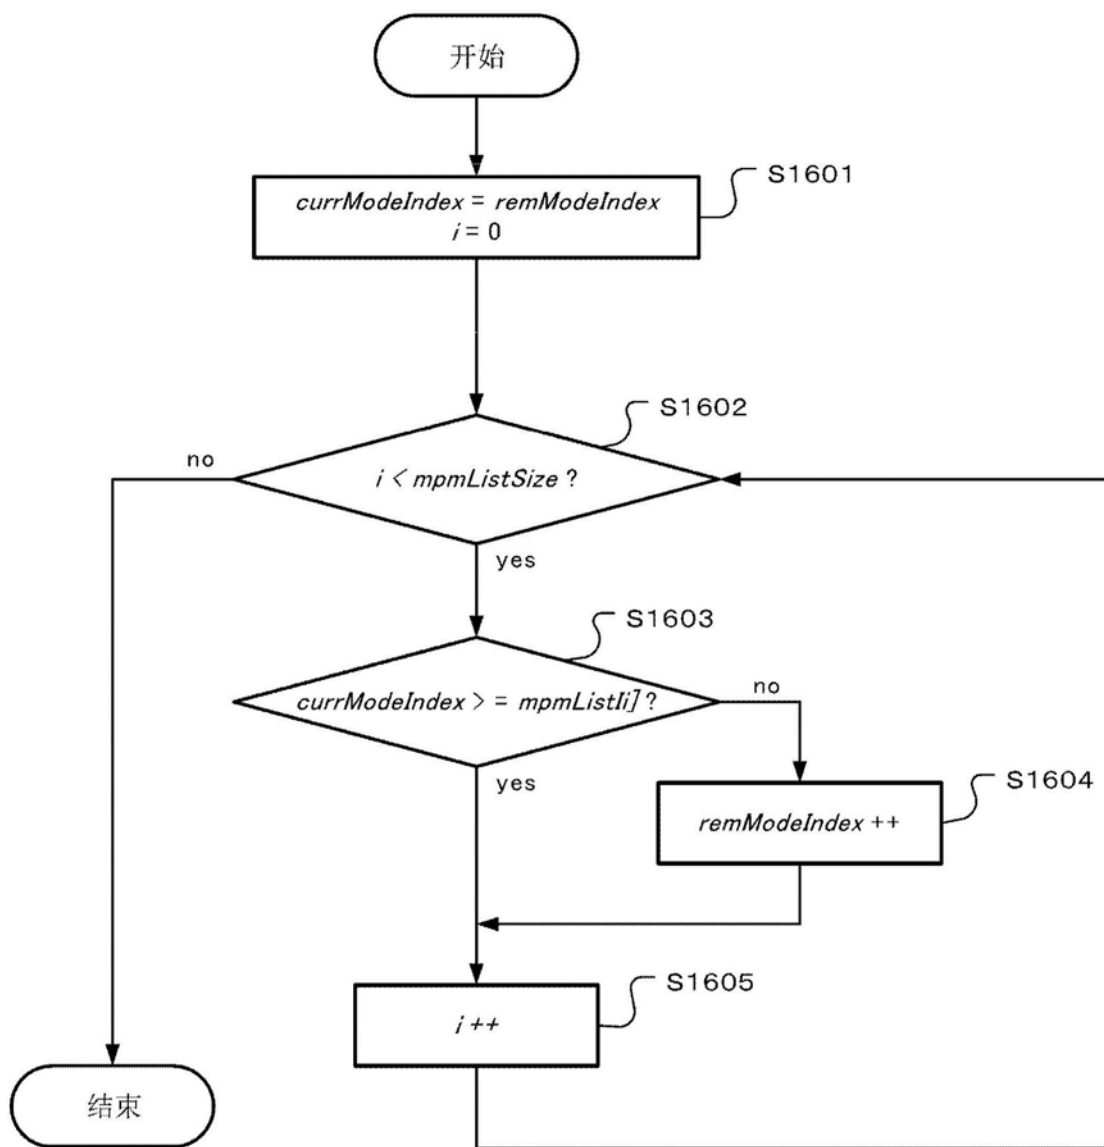 开始
S1601
currModeIndex = remModeIndex
i = 0
S1602
no
i < mpmListSize ?
yes
S1603
currModeIndex > = mpmListIi] ?
no
yes
S1604
remModeIndex ++
S1605
i ++
结束